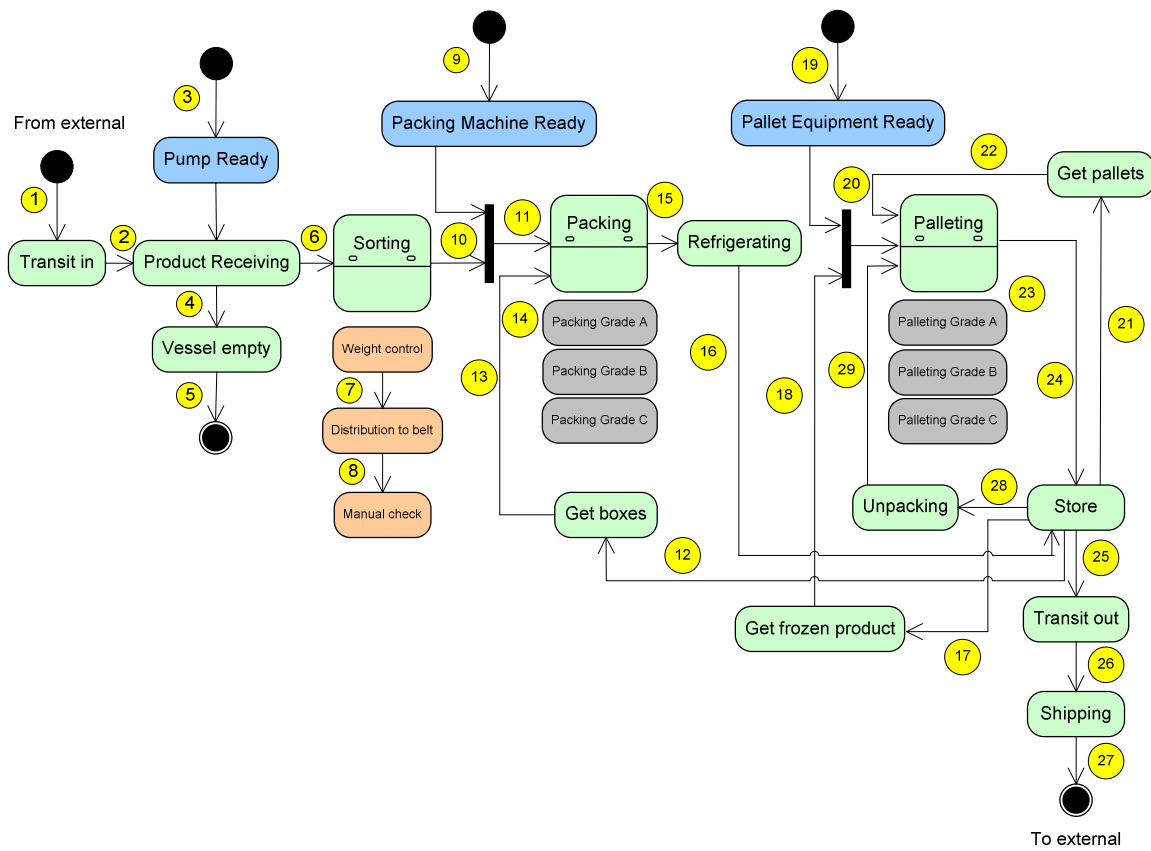 From external
1
Transit in
2
3
Pump Ready
Product Receiving
4
Vessel empty
5
6
Sorting
Weight control
7
Distribution to belt
8
Manual check
9
Packing Machine Ready
10
11
Packing
14
Packing Grade A
Packing Grade B
Packing Grade C
13
Get boxes
12
15
Refrigerating
16
19
Pallet Equipment Ready
20
18
Palleting
Palleting Grade A
Palleting Grade B
Palleting Grade C
29
22
Get pallets
23
21
24
Unpacking
28
Store
Get frozen product
17
25
Transit out
26
Shipping
27
To external